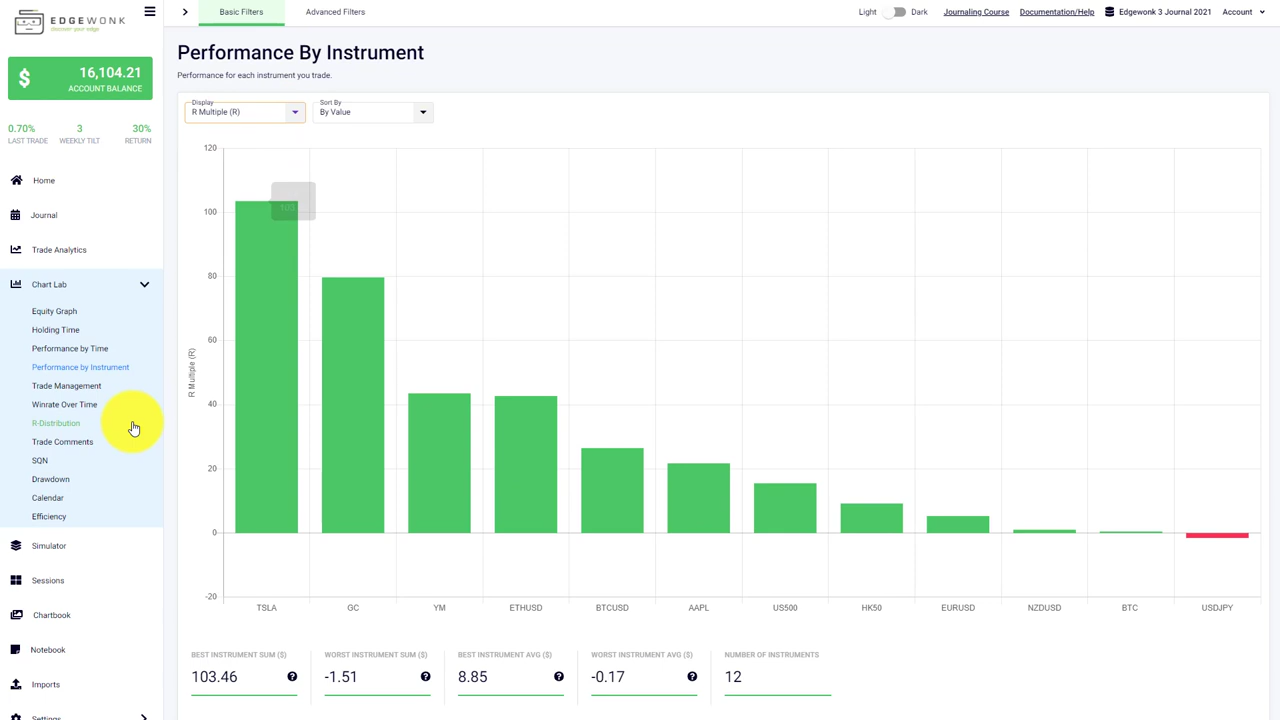 EDGEWONK
discover your edge
$
16,104.21
ACCOUNT BALANCE
0.70%
LAST TRADE
3
WEEKLY TILT
30%
RETURN
Home
Journal
Trade Analytics
Chart Lab
Equity Graph
Holding Time
Performance by Time
Performance by Instrument
Trade Management
Winrate Over Time
R-Distribution
Trade Comments
SQN
Drawdown
Calendar
Efficiency
Simulator
Sessions
Chartbook
Notebook
Imports
Settings
Basic Filters
Advanced Filters
Light
Dark
Journaling Course
Documentation/Help
Edgewonk 3 Journal 2021
Account
Performance By Instrument
Performance for each instrument you trade.
Display
R Multiple (R)
Sort By
By Value
R Multiple (R)
120
100
80
60
40
20
0
-20
TSLA
GC
YM
ETHUSD
BTCUSD
AAPL
US500
HK50
EURUSD
NZDUSD
BTC
USDJPY
BEST INSTRUMENT SUM ($)
103.46
WORST INSTRUMENT SUM ($)
-1.51
BEST INSTRUMENT AVG ($)
8.85
WORST INSTRUMENT AVG ($)
-0.17
NUMBER OF INSTRUMENTS
12